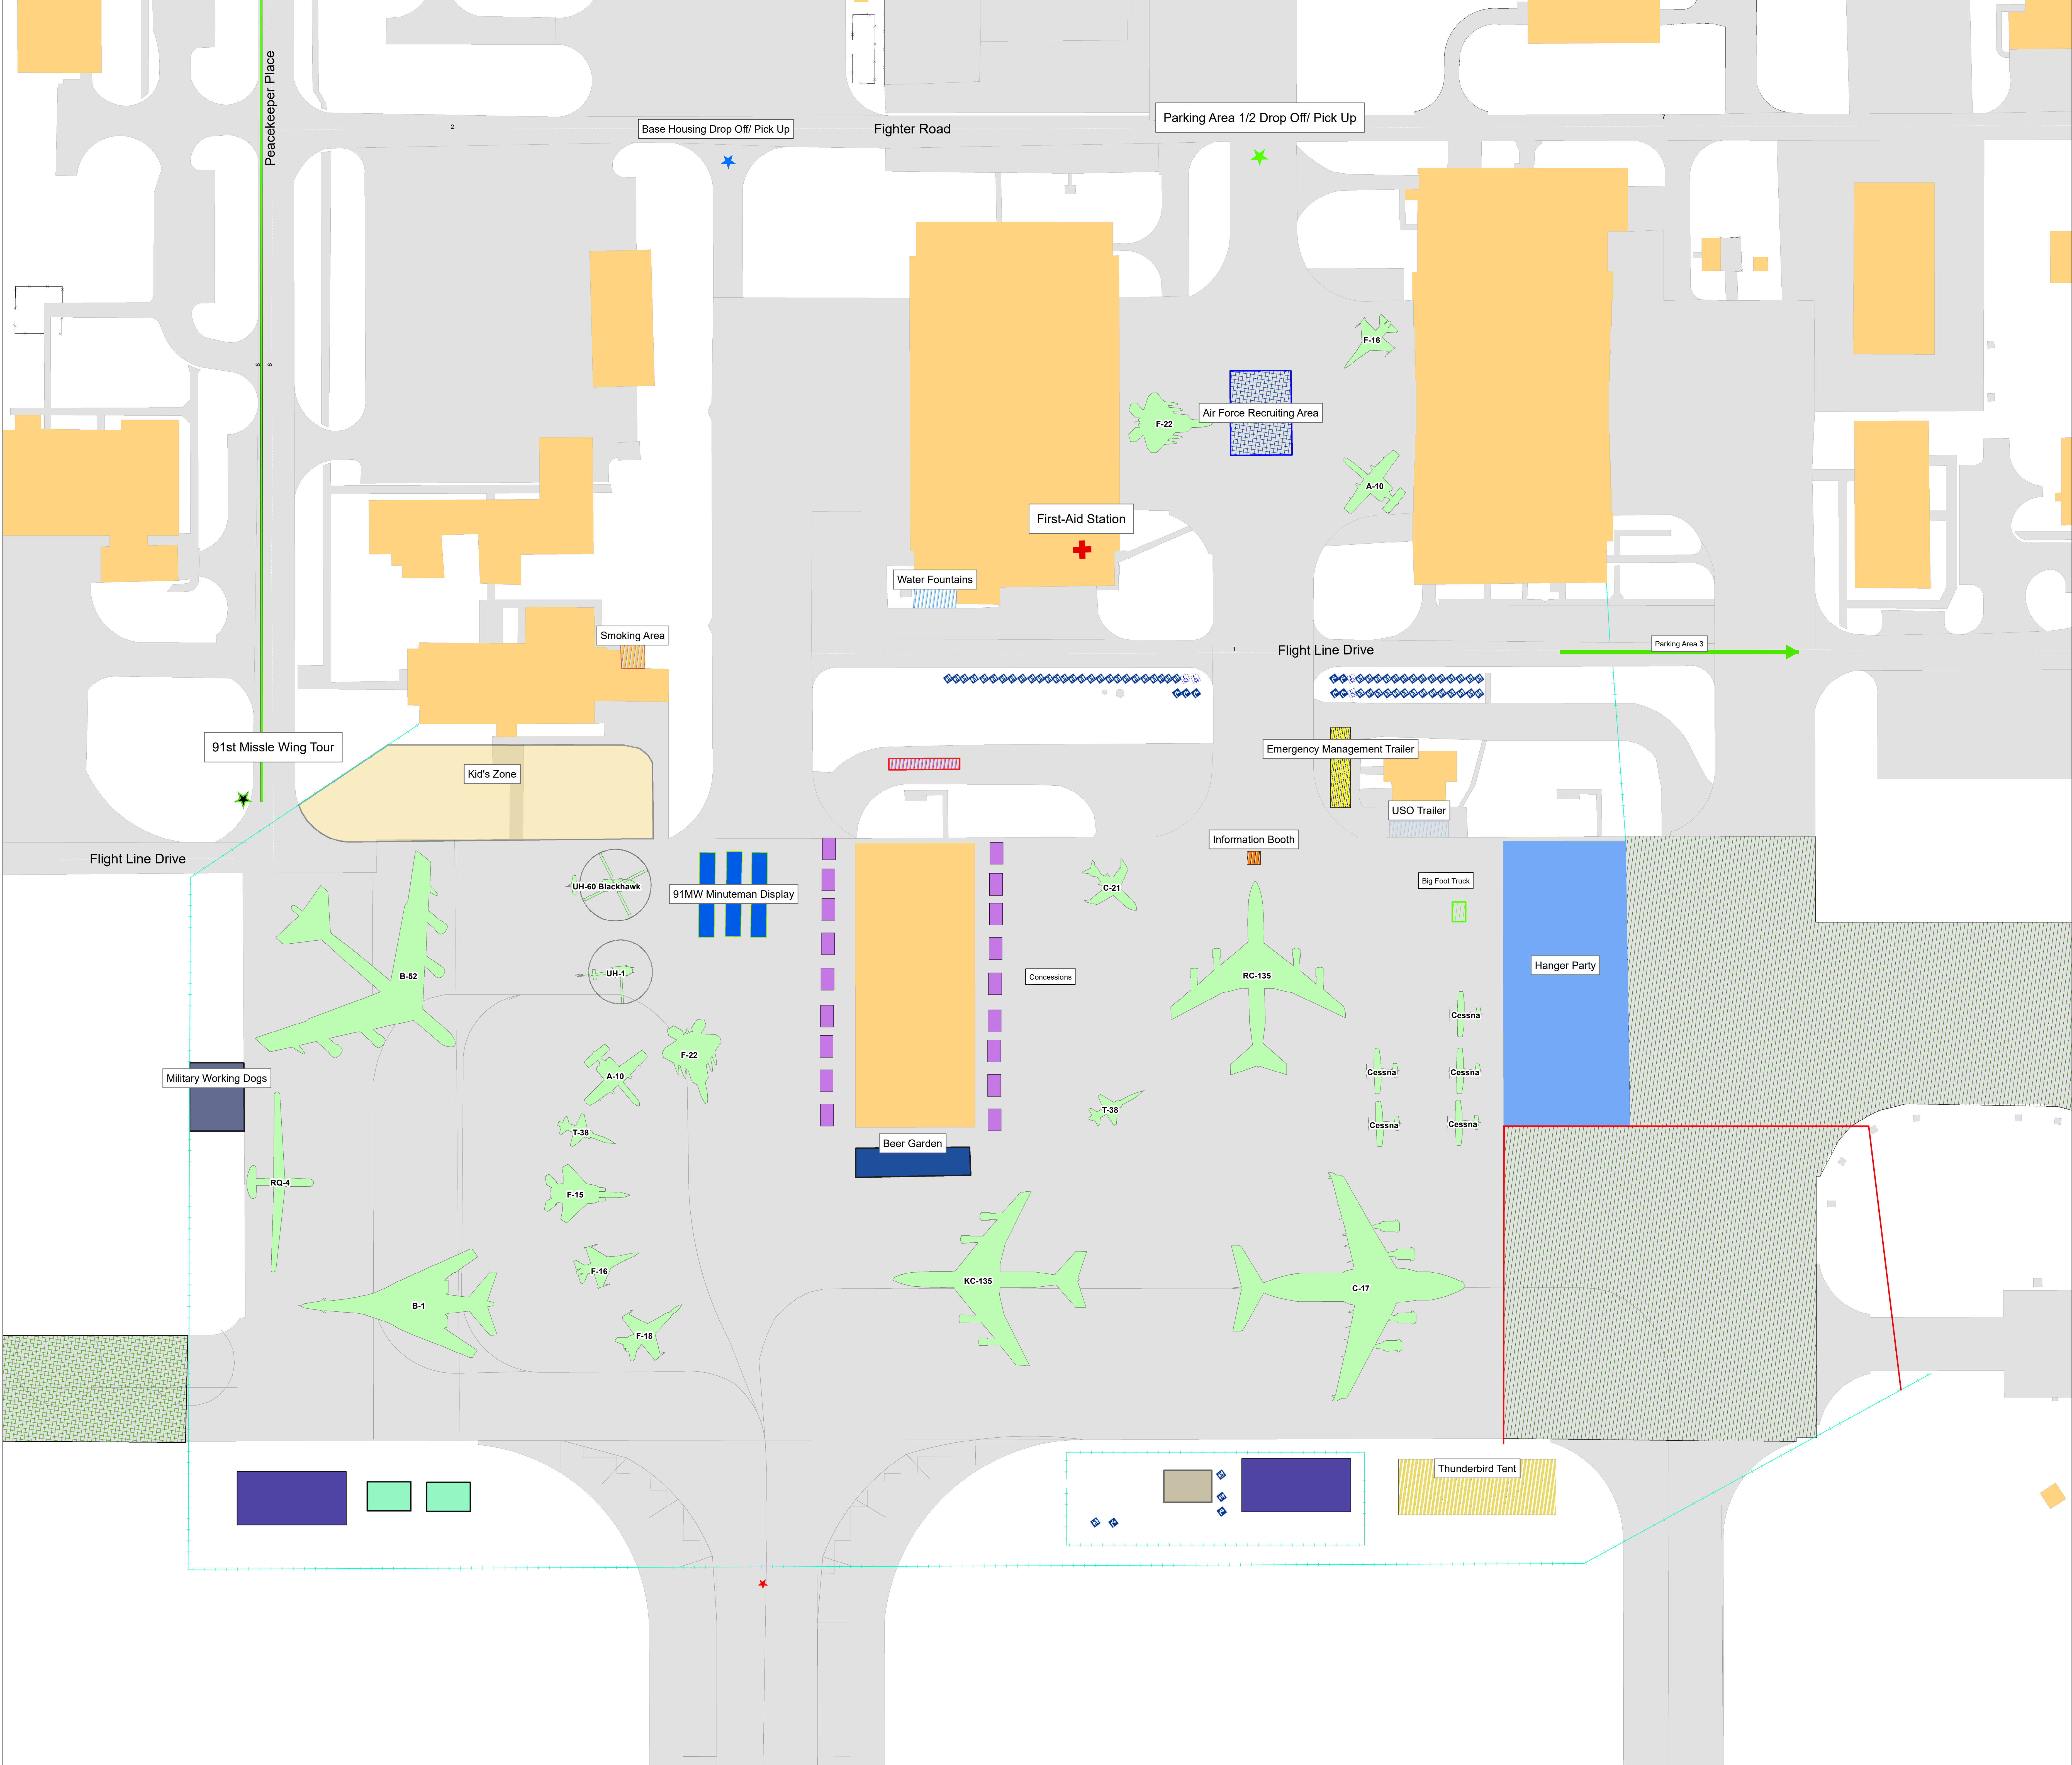 Peacekeeper Place
2
Base Housing Drop Off/ Pick Up
Fighter Road
Parking Area 1/2 Drop Off/ Pick Up
7
F-16
8
6
Air Force Recruiting Area
F-22
A-10
First-Aid Station
Water Fountains
Smoking Area
1
Flight Line Drive
Parking Area 3
91st Missle Wing Tour
Kid's Zone
Emergency Management Trailer
USO Trailer
Information Booth
Flight Line Drive
UH-60 Blackhawk
91MW Minuteman Display
C-21
Big Foot Truck
B-52
UH-1
Concessions
RC-135
Hanger Party
Cessna
Military Working Dogs
A-10
F-22
Cessna
Cessna
T-38
T-38
Cessna
Cessna
Beer Garden
RQ-4
F-15
F-16
KC-135
C-17
B-1
F-18
Thunderbird Tent